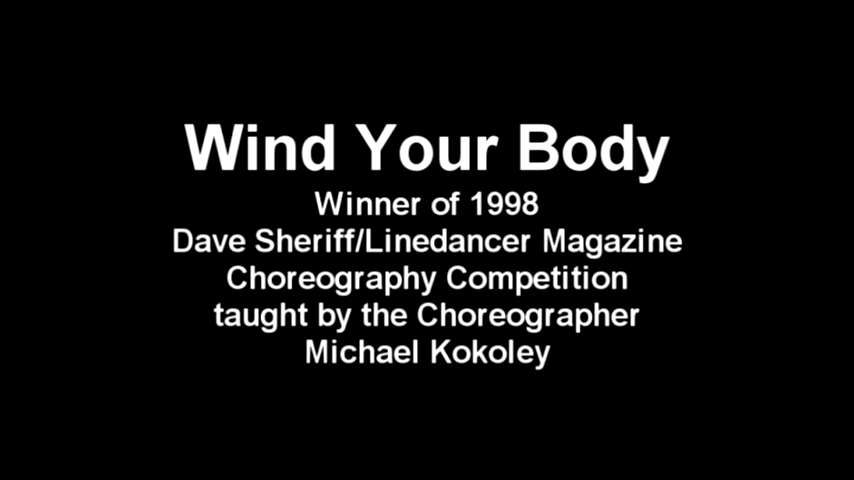 Wind Your Body
Winner of 1998
Dave Sheriff/Linedancer Magazine
Choreography Competition
taught by the Choreographer
Michael Kokoley